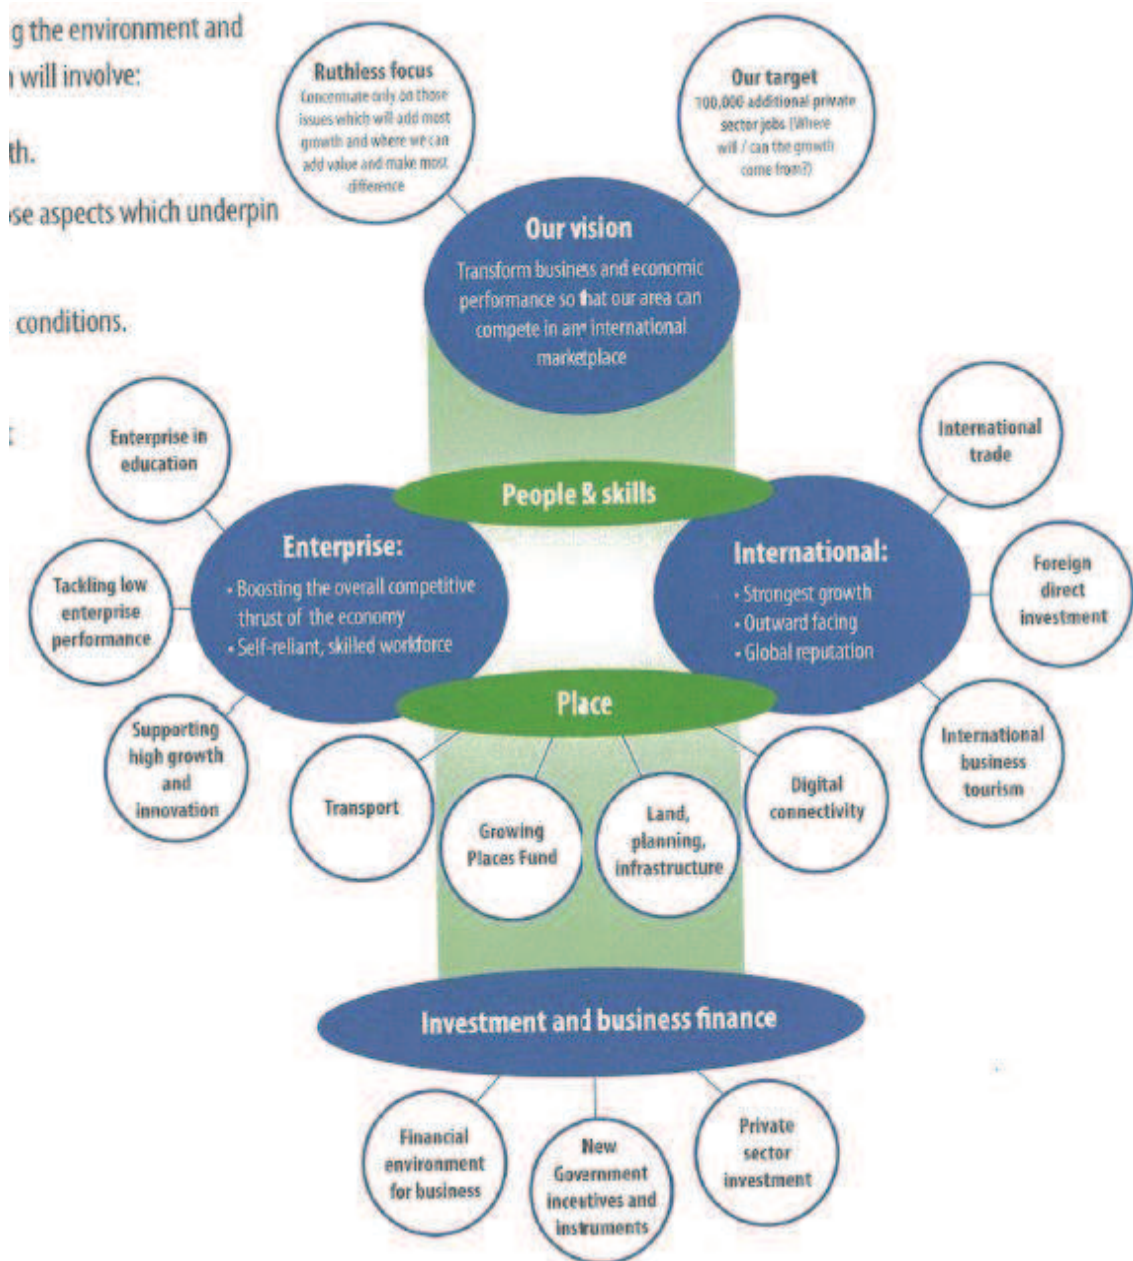 g the environment and
will involve:
th.
se aspects which underpin
conditions.
Ruthless focus
Concentrate only on those
issues which will add most
growth and where we can
add value and make most
difference
Our target
100,000 additional private
sector jobs (Where
will / can the growth
come from?)
Our vision
Transform business and economic
performance so that our area can
compete in any international
marketplace
People & skills
Enterprise in
education
Tackling low
enterprise
performance
Supporting
high growth
and
innovation
Enterprise:
• Boosting the overall competitive
thrust of the economy
• Self-reliant, skilled workforce
International:
• Strongest growth
• Outward facing
• Global reputation
International
trade
Foreign
direct
investment
International
business
tourism
Place
Transport
Growing
Places Fund
Land,
planning,
infrastructure
Digital
connectivity
Investment and business finance
Financial
environment
for business
New
Government
incentives and
instruments
Private
sector
investment